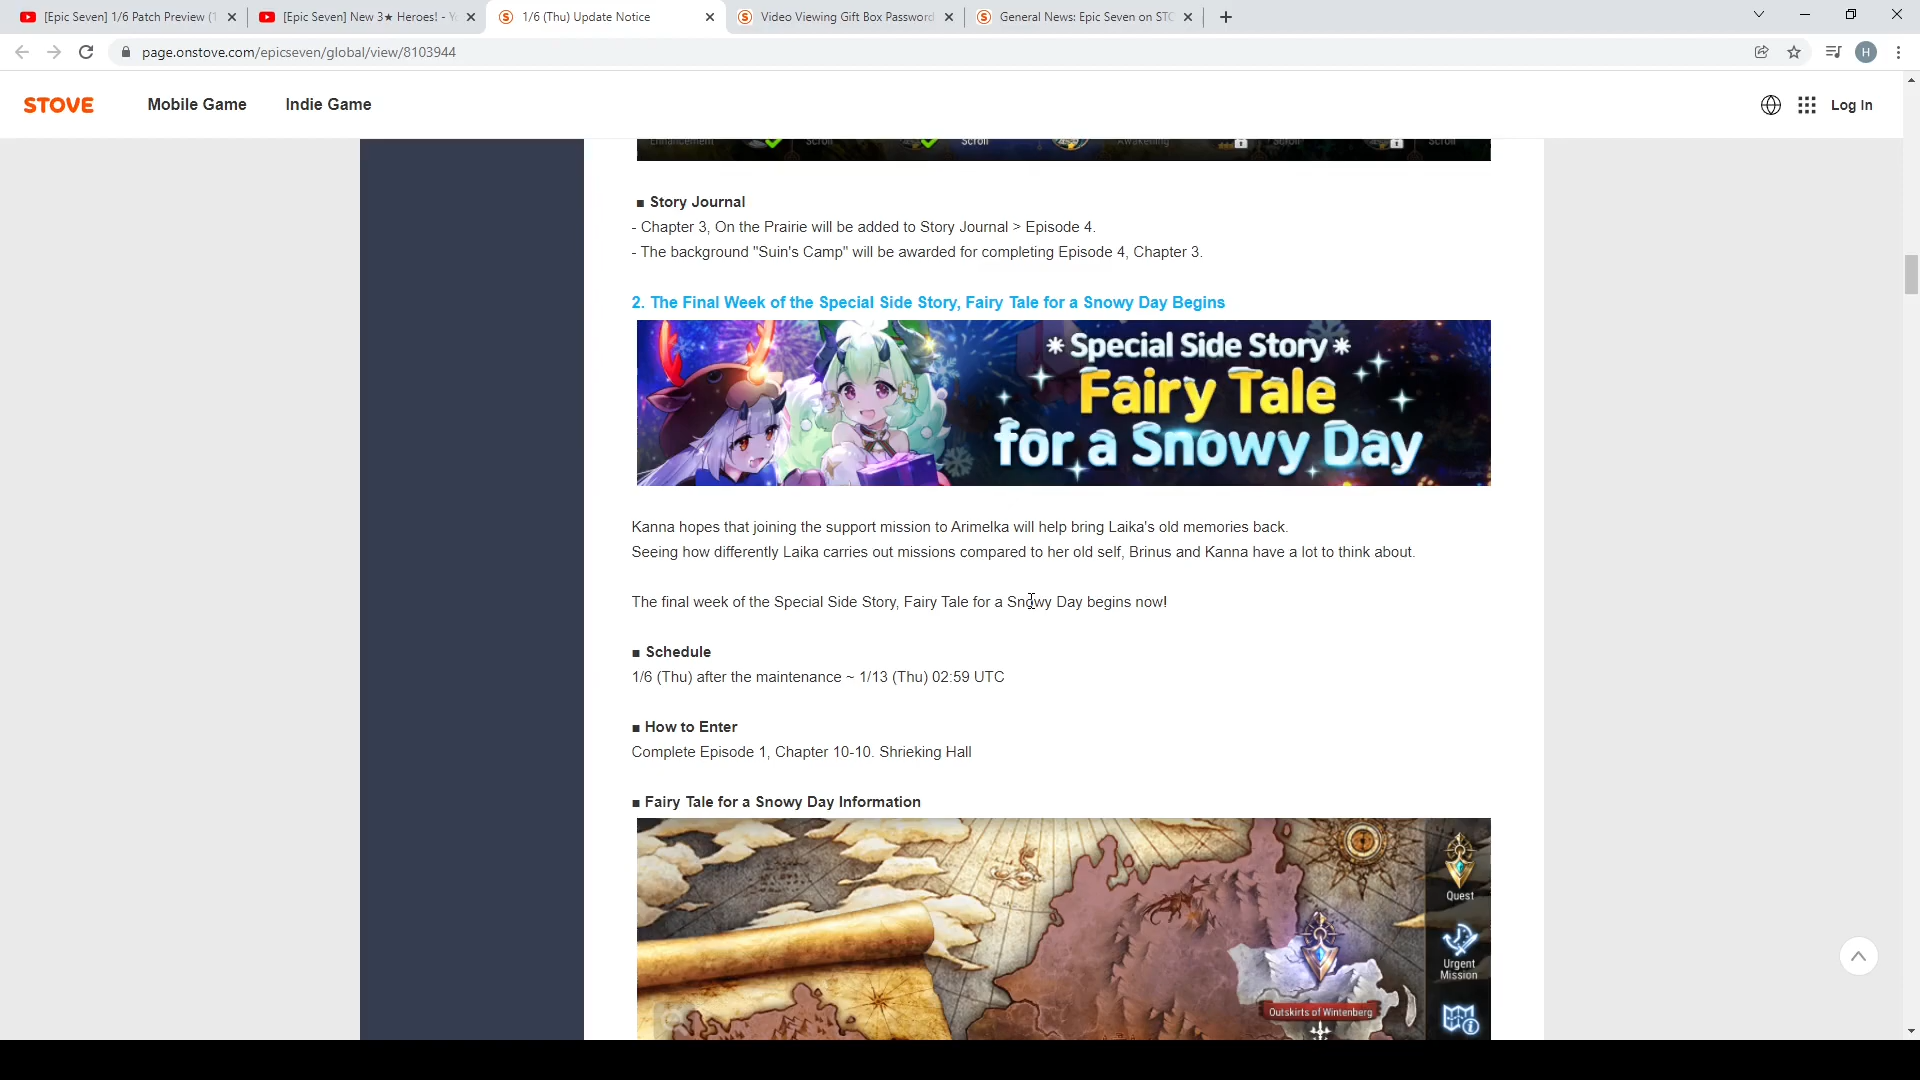 [Epic Seven] 1/6 Patch Preview (1
[Epic Seven] New 3★ Heroes! - Y
1/6 (Thu) Update Notice
Video Viewing Gift Box Password
General News: Epic Seven on STO
page.onstove.com/epicseven/global/view/8103944
H
STOVE
Mobile Game
Indie Game
Log In
Enhancement
Scroll
Scroll
Awakening
Scroll
Scroll
■ Story Journal
- Chapter 3, On the Prairie will be added to Story Journal > Episode 4.
- The background "Suin's Camp" will be awarded for completing Episode 4, Chapter 3.
2. The Final Week of the Special Side Story, Fairy Tale for a Snowy Day Begins
* Special Side Story *
Fairy Tale
for a Snowy Day
Kanna hopes that joining the support mission to Arimelka will help bring Laika's old memories back.
Seeing how differently Laika carries out missions compared to her old self, Brinus and Kanna have a lot to think about.
The final week of the Special Side Story, Fairy Tale for a Snowy Day begins now!
■ Schedule
1/6 (Thu) after the maintenance ~ 1/13 (Thu) 02:59 UTC
■ How to Enter
Complete Episode 1, Chapter 10-10. Shrieking Hall
■ Fairy Tale for a Snowy Day Information
Quest
Urgent
Mission
Outskirts of Wintenberg